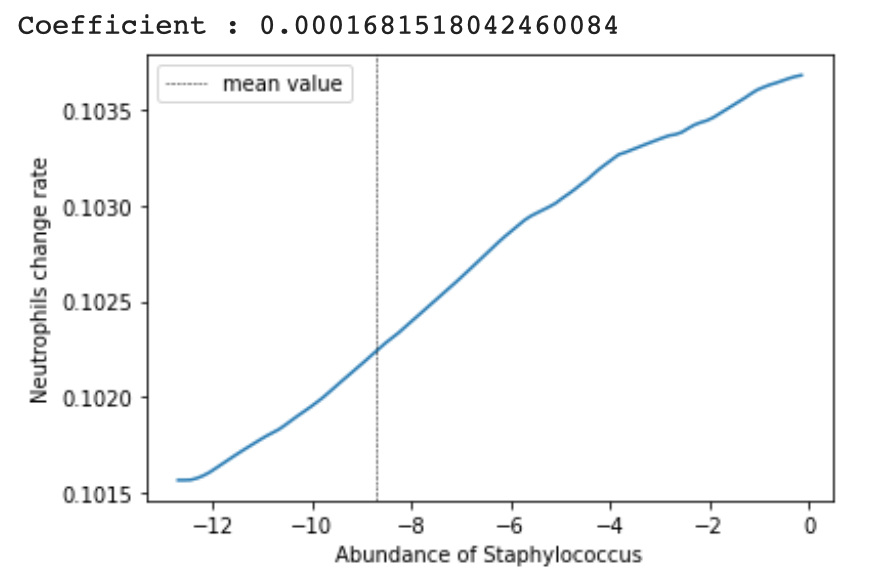 Coefficient : 0.0001681518042460084
mean value
0.1035
0.1030
0.1025
0.1020
0.1015
Neutrophils change rate
−12 −10 −8 −6 −4 −2 0
Abundance of Staphylococcus